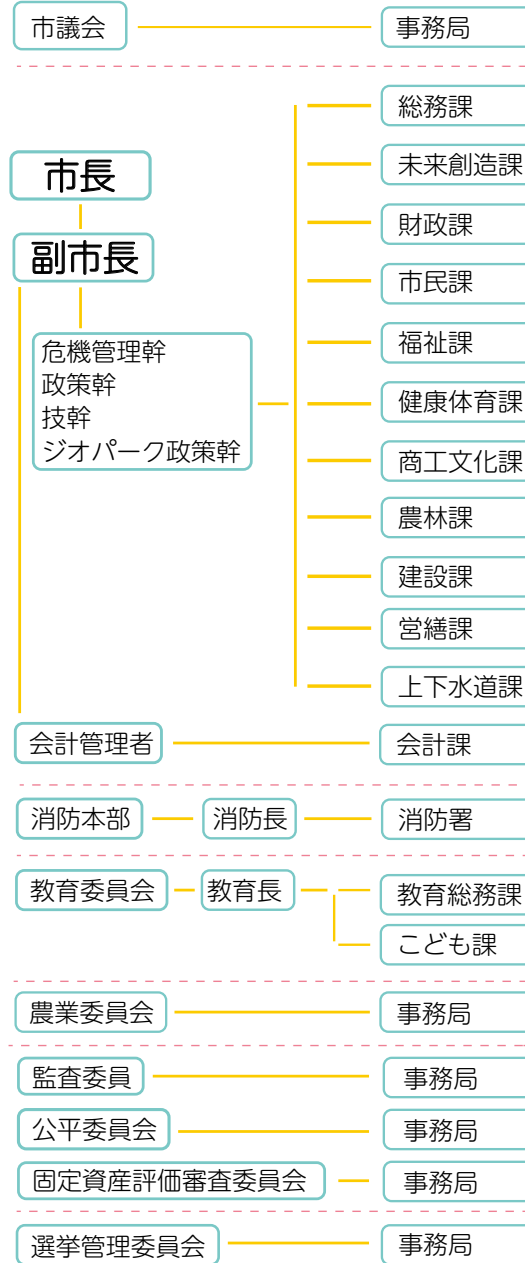 市議会
事務局
総務課
市長
未来創造課
財政課
副市長
市民課
危機管理幹
政策幹
技幹
ジオパーク政策幹
福祉課
健康体育課
商工文化課
農林課
建設課
営繕課
上下水道課
会計管理者
会計課
消防本部
消防長
消防署
教育委員会
教育長
教育総務課
こども課
農業委員会
事務局
監査委員
事務局
公平委員会
事務局
固定資産評価審査委員会
事務局
選挙管理委員会
事務局